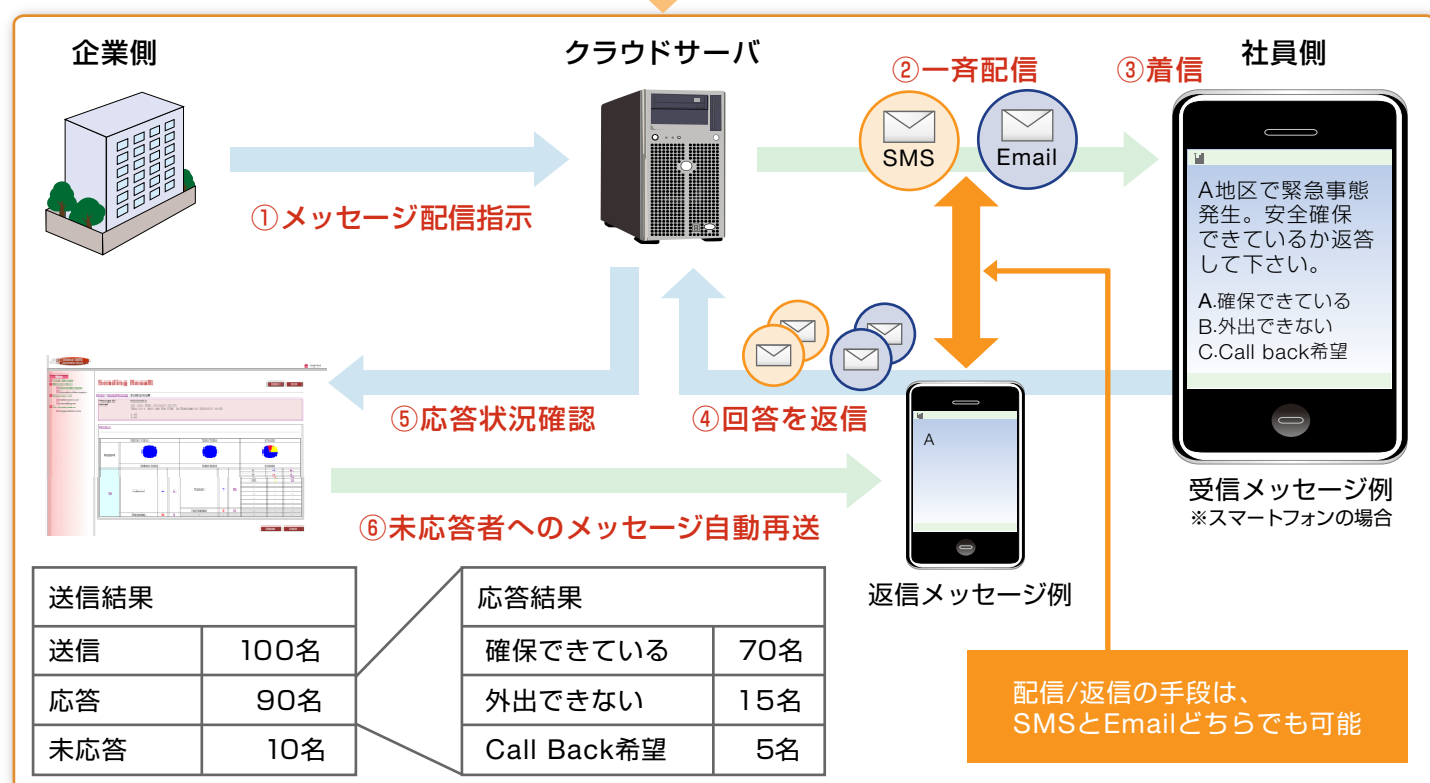 企業側
クラウドサーバ
社員側
②一斉配信
③着信
SMS
Email
①メッセージ配信指示
A地区で緊急事態
発生。安全確保
できているか返答
して下さい。
A.確保できている
B.外出できない
C.Call back希望
Sending Result
⑤応答状況確認
④回答を返信
A
受信メッセージ例
※スマートフォンの場合
⑥未応答者へのメッセージ自動再送
返信メッセージ例
送信結果
送信 100名
応答 90名
未応答 10名
応答結果
確保できている 70名
外出できない 15名
Call Back希望 5名
配信/返信の手段は、
SMSとEmailどちらでも可能